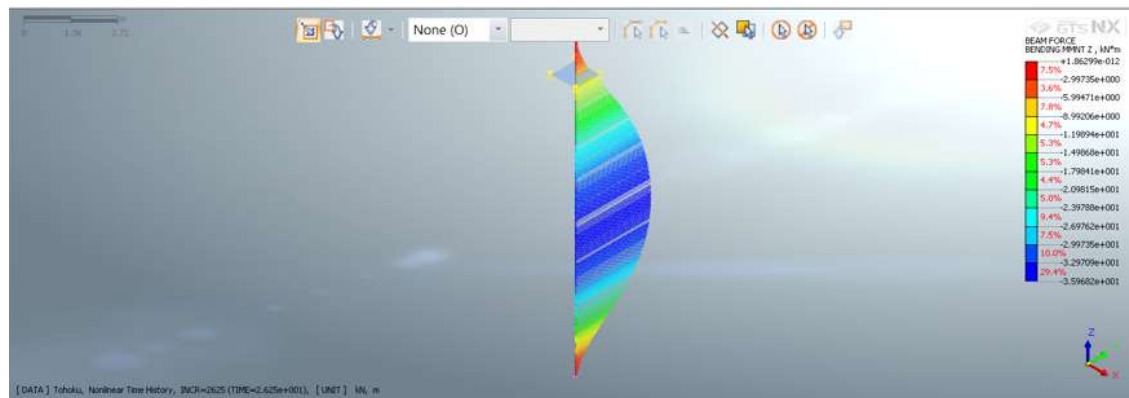 None (O)
GTS NX
BEAM FORCE
BENDING MMNT Z , kN*m
+1.86299e-012
7.5%
-2.99735e+000
3.6%
-5.99471e+000
7.8%
-8.99206e+000
4.7%
-1.19894e+001
5.3%
-1.49868e+001
5.3%
-1.79841e+001
4.4%
-2.09815e+001
5.0%
-2.39788e+001
9.4%
-2.69762e+001
7.5%
-2.99735e+001
10.0%
-3.29709e+001
29.4%
-3.59682e+001
Z
X
[ DATA ] Tohoku, Nonlinear Time History, INCR=2625 (TIME=2.625e+001), [ UNIT ] kN, m